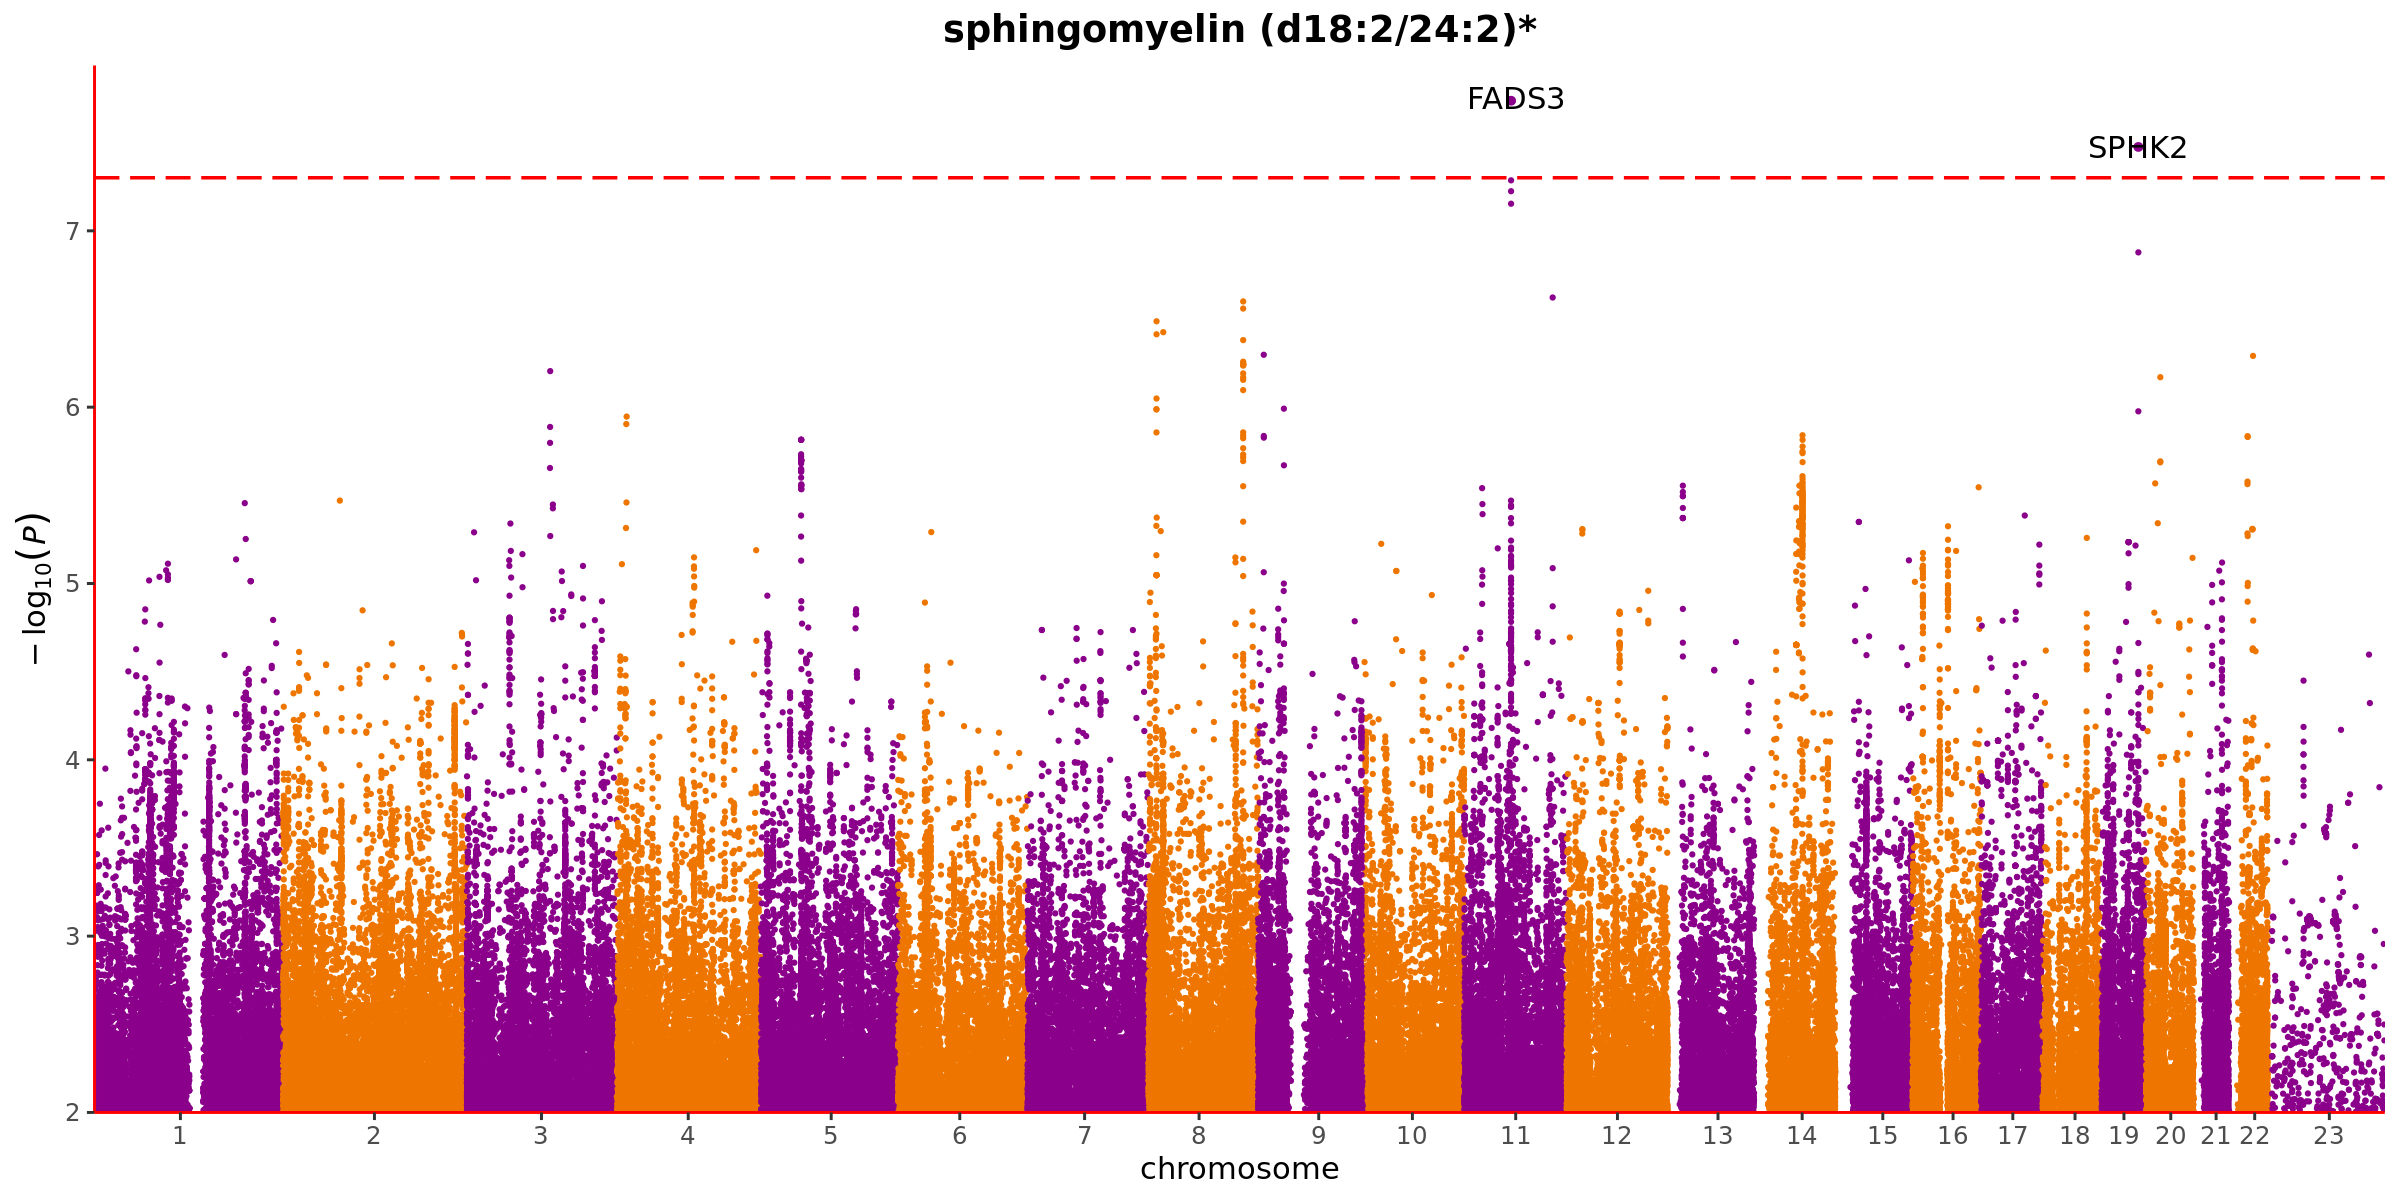 sphingomyelin (d18:2/24:2)*
FADS3
SPHK2
− log10(P)
7
6
5
4
3
2
1 2 3 4 5 6 7 8 9 10 11 12 13 14 15 16 17 18 19 20 21 22 23
chromosome